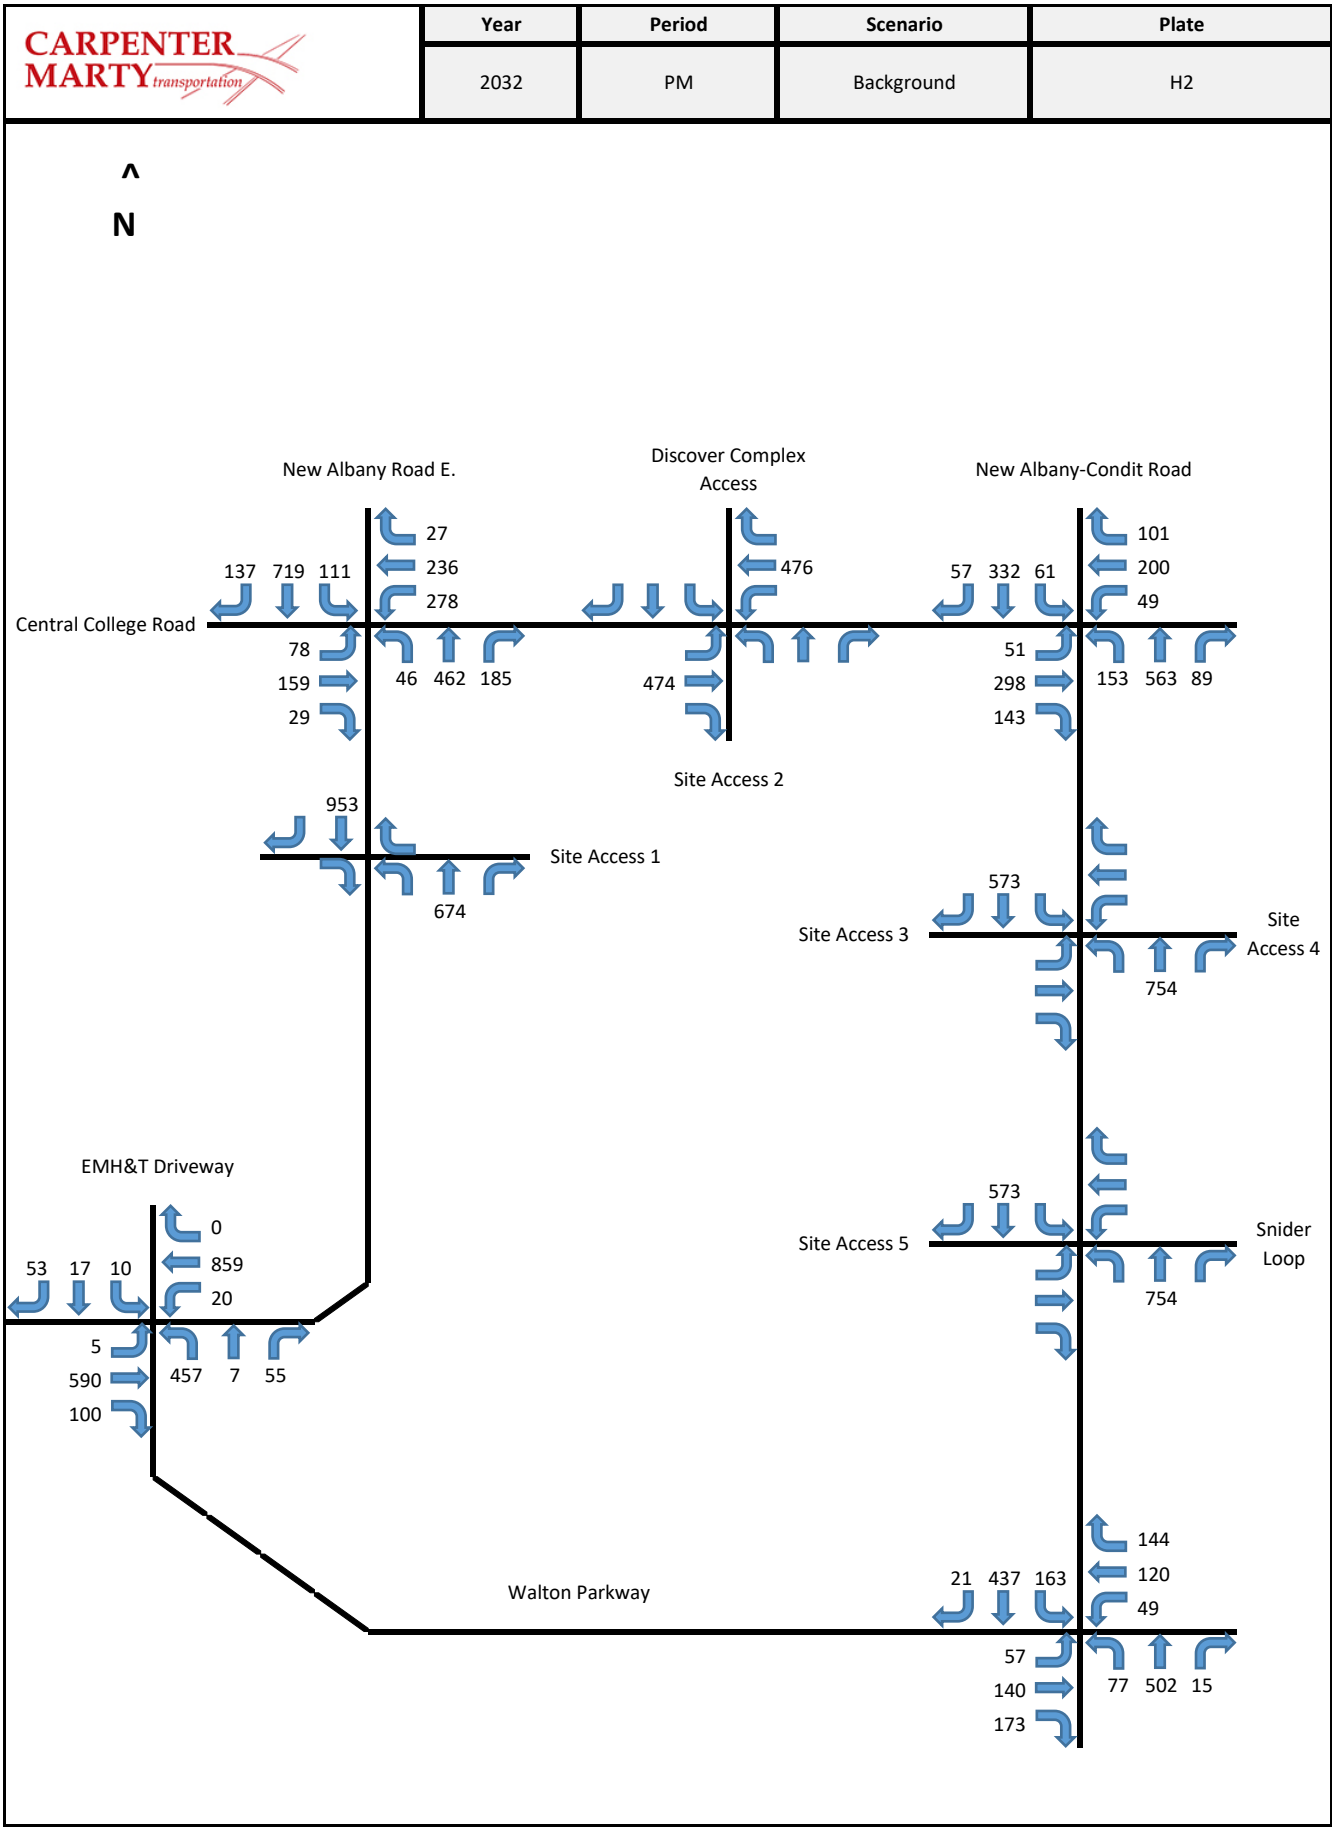 CARPENTER
MARTY transportation
Year Period Scenario Plate
2032 PM Background H2
^
N
New Albany Road E.
Discover Complex
Access
New Albany-Condit Road
27
236
278
137 719 111
476
101
200
49
57 332 61
Central College Road
78
159
29
46 462 185
474
51
298
143
153 563 89
Site Access 2
953
Site Access 1
674
573
Site Access 3
Site
Access 4
754
EMH&T Driveway
573
Site Access 5
Snider
Loop
754
0
859
20
53 17 10
5
590
100
457 7 55
Walton Parkway
144
120
49
21 437 163
57
140
173
77 502 15